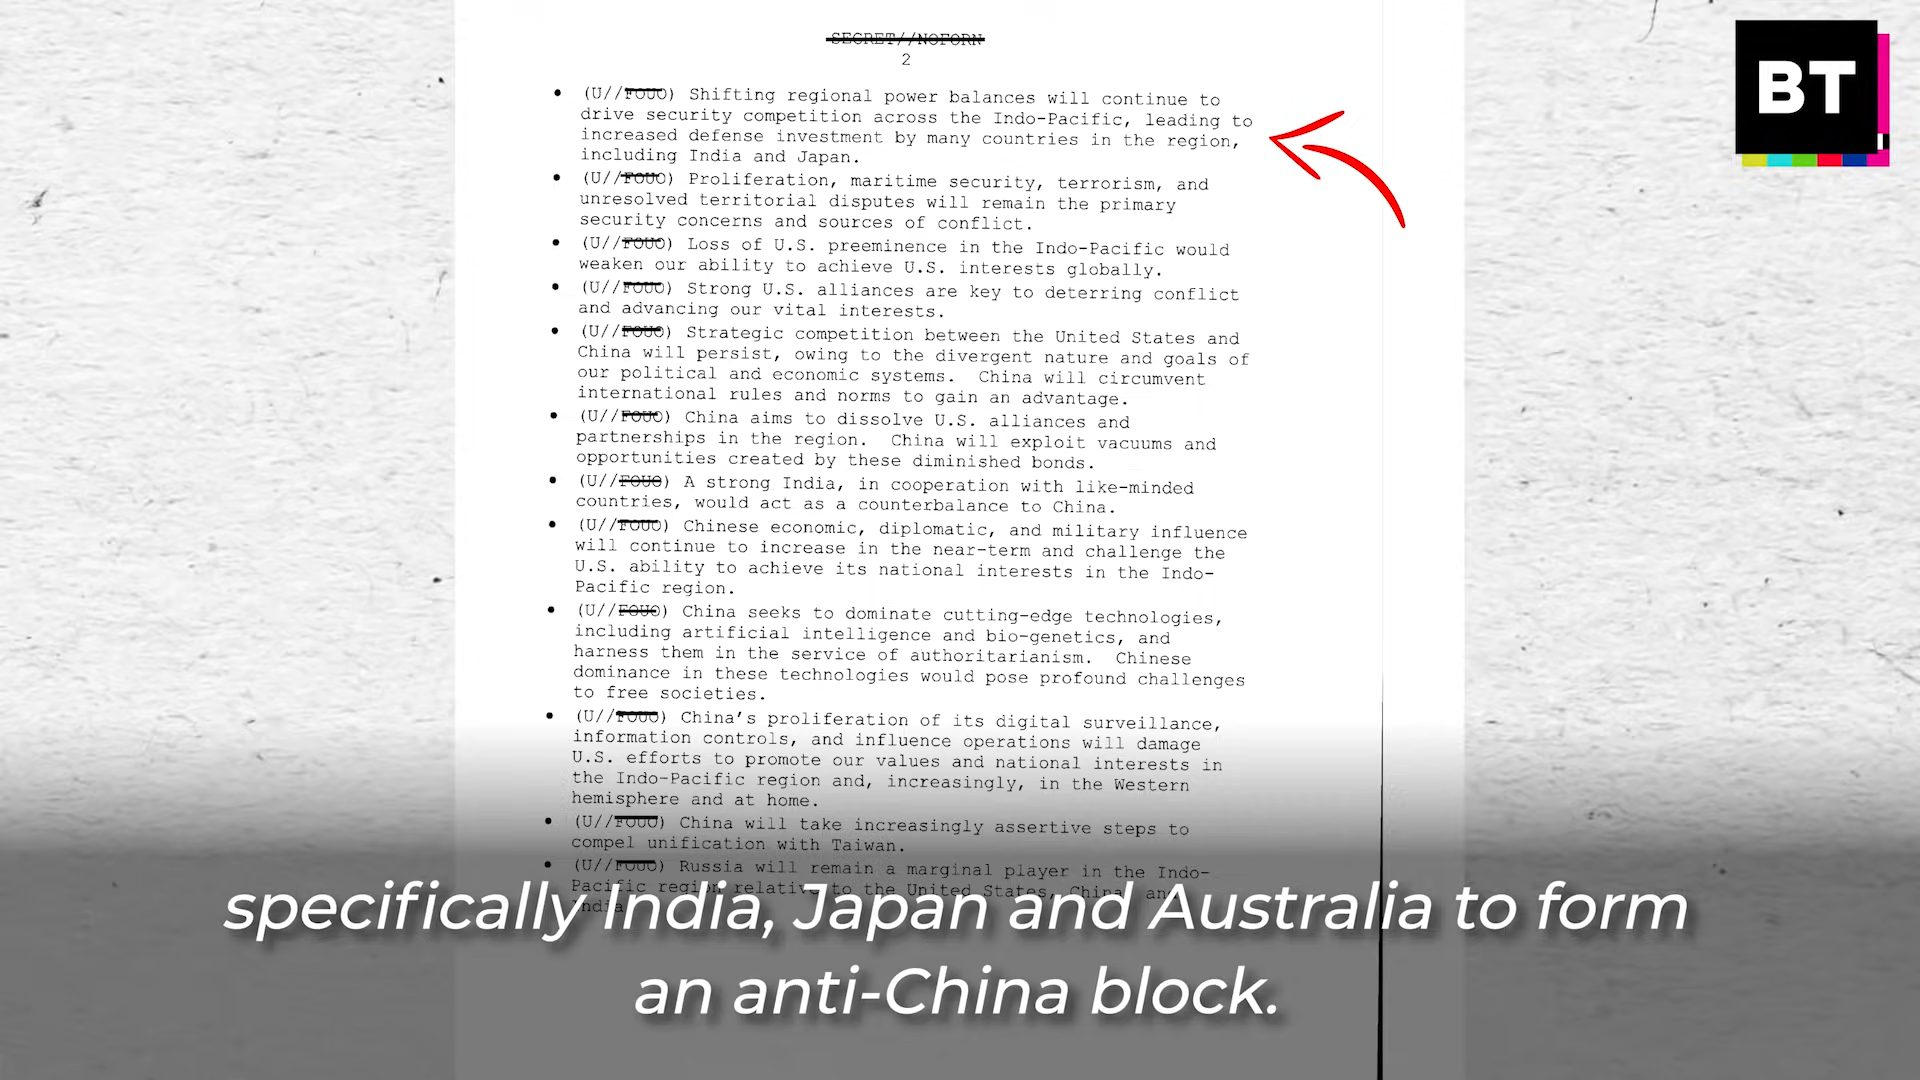 SECRET//NOFORN
2
BT
• (U//FOUO) Shifting regional power balances will continue to
drive security competition across the Indo-Pacific, leading to
increased defense investment by many countries in the region,
including India and Japan.
• (U//FOUO) Proliferation, maritime security, terrorism, and
unresolved territorial disputes will remain the primary
security concerns and sources of conflict.
• (U//FOUO) Loss of U.S. preeminence in the Indo-Pacific would
weaken our ability to achieve U.S. interests globally.
• (U//FOUO) Strong U.S. alliances are key to deterring conflict
and advancing our vital interests.
• (U//FOUO) Strategic competition between the United States and
China will persist, owing to the divergent nature and goals of
our political and economic systems. China will circumvent
international rules and norms to gain an advantage.
• (U//FOUO) China aims to dissolve U.S. alliances and
partnerships in the region. China will exploit vacuums and
opportunities created by these diminished bonds.
• (U//FOUO) A strong India, in cooperation with like-minded
countries, would act as a counterbalance to China.
• (U//FOUO) Chinese economic, diplomatic, and military influence
will continue to increase in the near-term and challenge the
U.S. ability to achieve its national interests in the Indo-
Pacific region.
• (U//FOUO) China seeks to dominate cutting-edge technologies,
including artificial intelligence and bio-genetics, and
harness them in the service of authoritarianism. Chinese
dominance in these technologies would pose profound challenges
to free societies.
• (U//FOUO) China's proliferation of its digital surveillance,
information controls, and influence operations will damage
U.S. efforts to promote our values and national interests in
the Indo-Pacific region and, increasingly, in the Western
hemisphere and at home.
• (U//FOUO) China will take increasingly assertive steps to
compel unification with Taiwan.
• (U//FOUO) Russia will remain a marginal player in the Indo-
Pacific region relative to the United States, China, and
India
specifically India, Japan and Australia to form
an anti-China block.